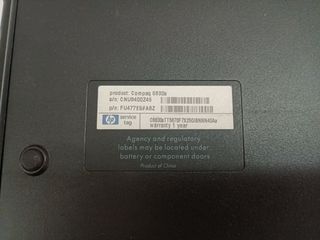 product: Compaq 6830s
s/n: CNU9400Z45
p/n: FU477ES#ABZ
hp service
tag
warranty 1 year
Agency and regulatory
labels may be located under
battery or component doors
Product of China